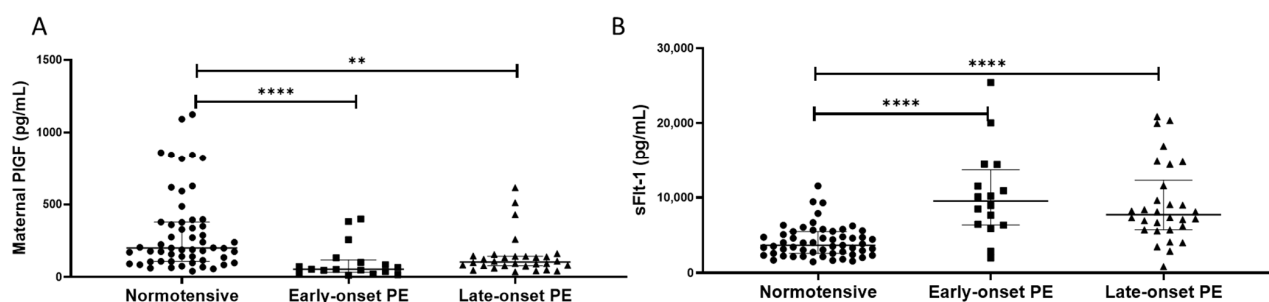 A
Maternal PlGF (pg/mL)
1500
1000
500
0
**
****
Normotensive
Early-onset PE
Late-onset PE
B
sFlt-1 (pg/mL)
30,000
20,000
10,000
0
****
****
Normotensive
Early-onset PE
Late-onset PE